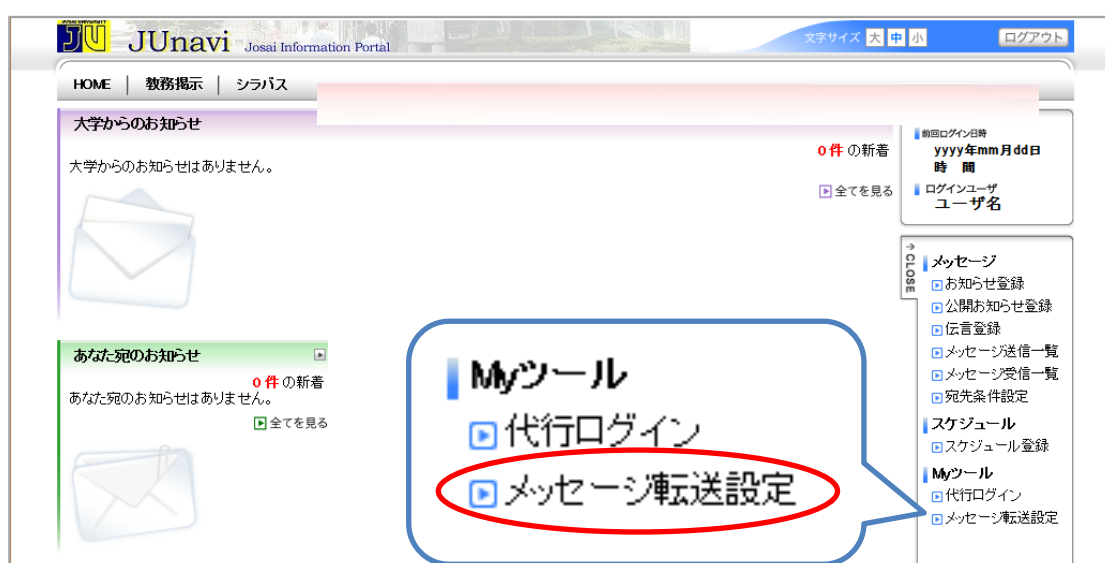 JOSAI UNIVERSITY
JU JUnavi Josai Information Portal
文字サイズ 大 中 小 ログアウト
HOME | 教務掲示 | シラバス
大学からのお知らせ
0件 の新着
大学からのお知らせはありません。
全てを見る
前回ログイン日時
yyyy年mm月dd日
時 間
ログインユーザ
ユーザ名
あなた宛のお知らせ
0件 の新着
あなた宛のお知らせはありません。
全てを見る
Myツール
代行ログイン
メッセージ転送設定
→CLOSE
メッセージ
お知らせ登録
公開お知らせ登録
伝言登録
メッセージ送信一覧
メッセージ受信一覧
宛先条件設定
スケジュール
スケジュール登録
Myツール
代行ログイン
メッセージ転送設定